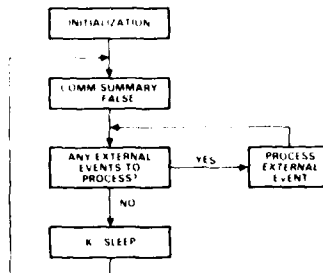 INITIALIZATION
COMM SUMMARY
FALSE
ANY EXTERNAL
EVENTS TO
PROCESS?
YES
PROCESS
EXTERNAL
EVENT
NO
K SLEEP